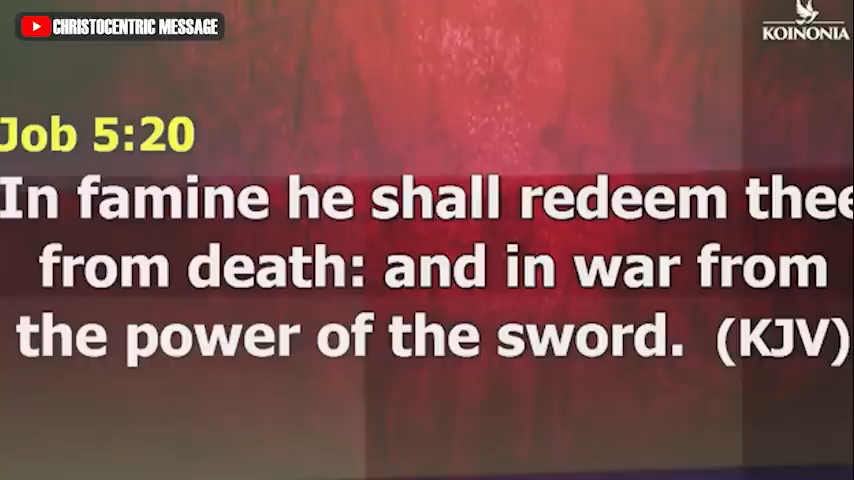 CHRISTOCENTRIC MESSAGE
KOINONIA
Job 5:20
In famine he shall redeem thee
from death: and in war from
the power of the sword. (KJV)